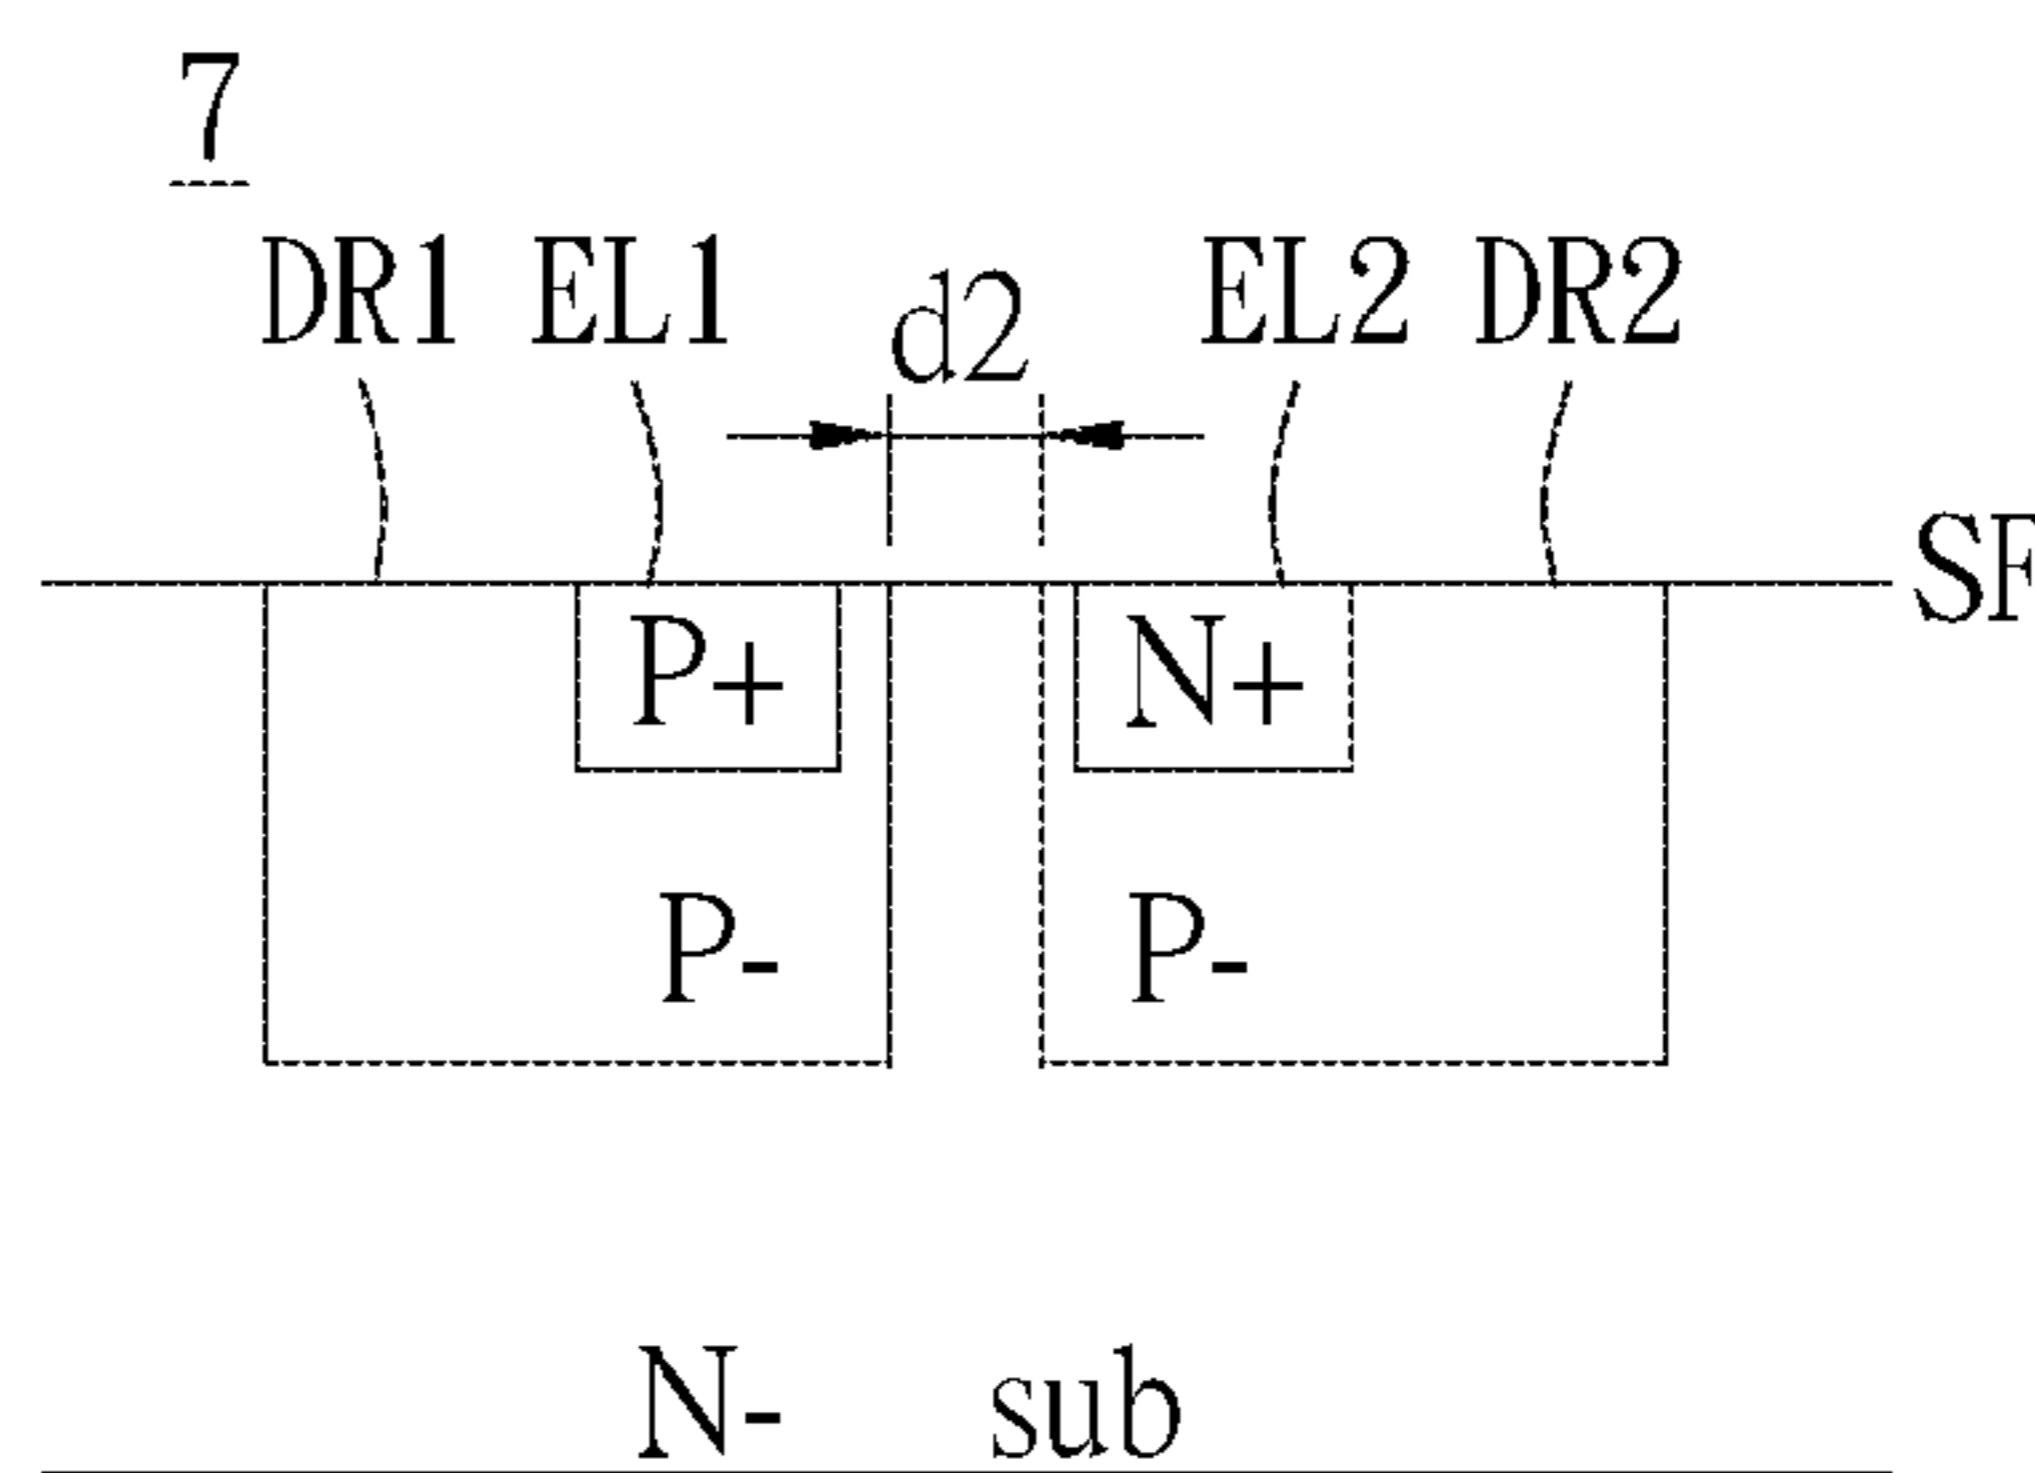 7
DR1 EL1 d2 EL2 DR2
SF
P+ N+
P- P-
N- sub